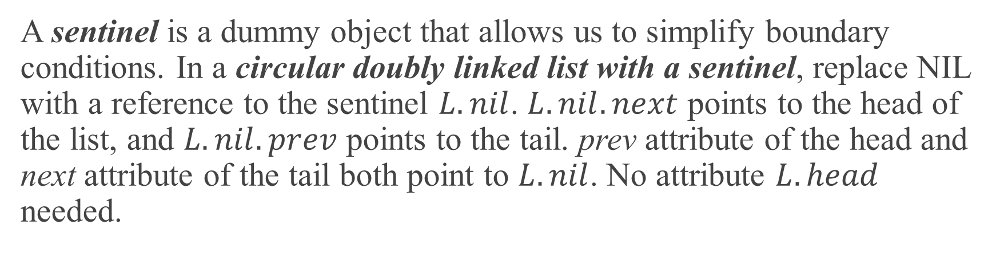 A sentinel is a dummy object that allows us to simplify boundary
conditions. In a circular doubly linked list with a sentinel, replace NIL
with a reference to the sentinel L.nil. L.nil.next points to the head of
the list, and L.nil.prev points to the tail. prev attribute of the head and
next attribute of the tail both point to L.nil. No attribute L.head
needed.